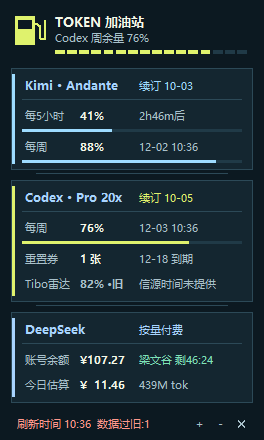 TOKEN 加油站
Codex 周余量 76%
Kimi · Andante 续订 10-03
每5小时 41% 2h46m后
每周 88% 12-02 10:36
Codex · Pro 20x 续订 10-05
每周 76% 12-03 10:36
重置券 1 张 12-18 到期
Tibo雷达 82% ·旧 信源时间未提供
DeepSeek 按量付费
账号余额 ¥107.27 梁文谷 剩46:24
今日估算 ¥ 11.46 439M tok
刷新时间 10:36 数据过旧:1 + - ×